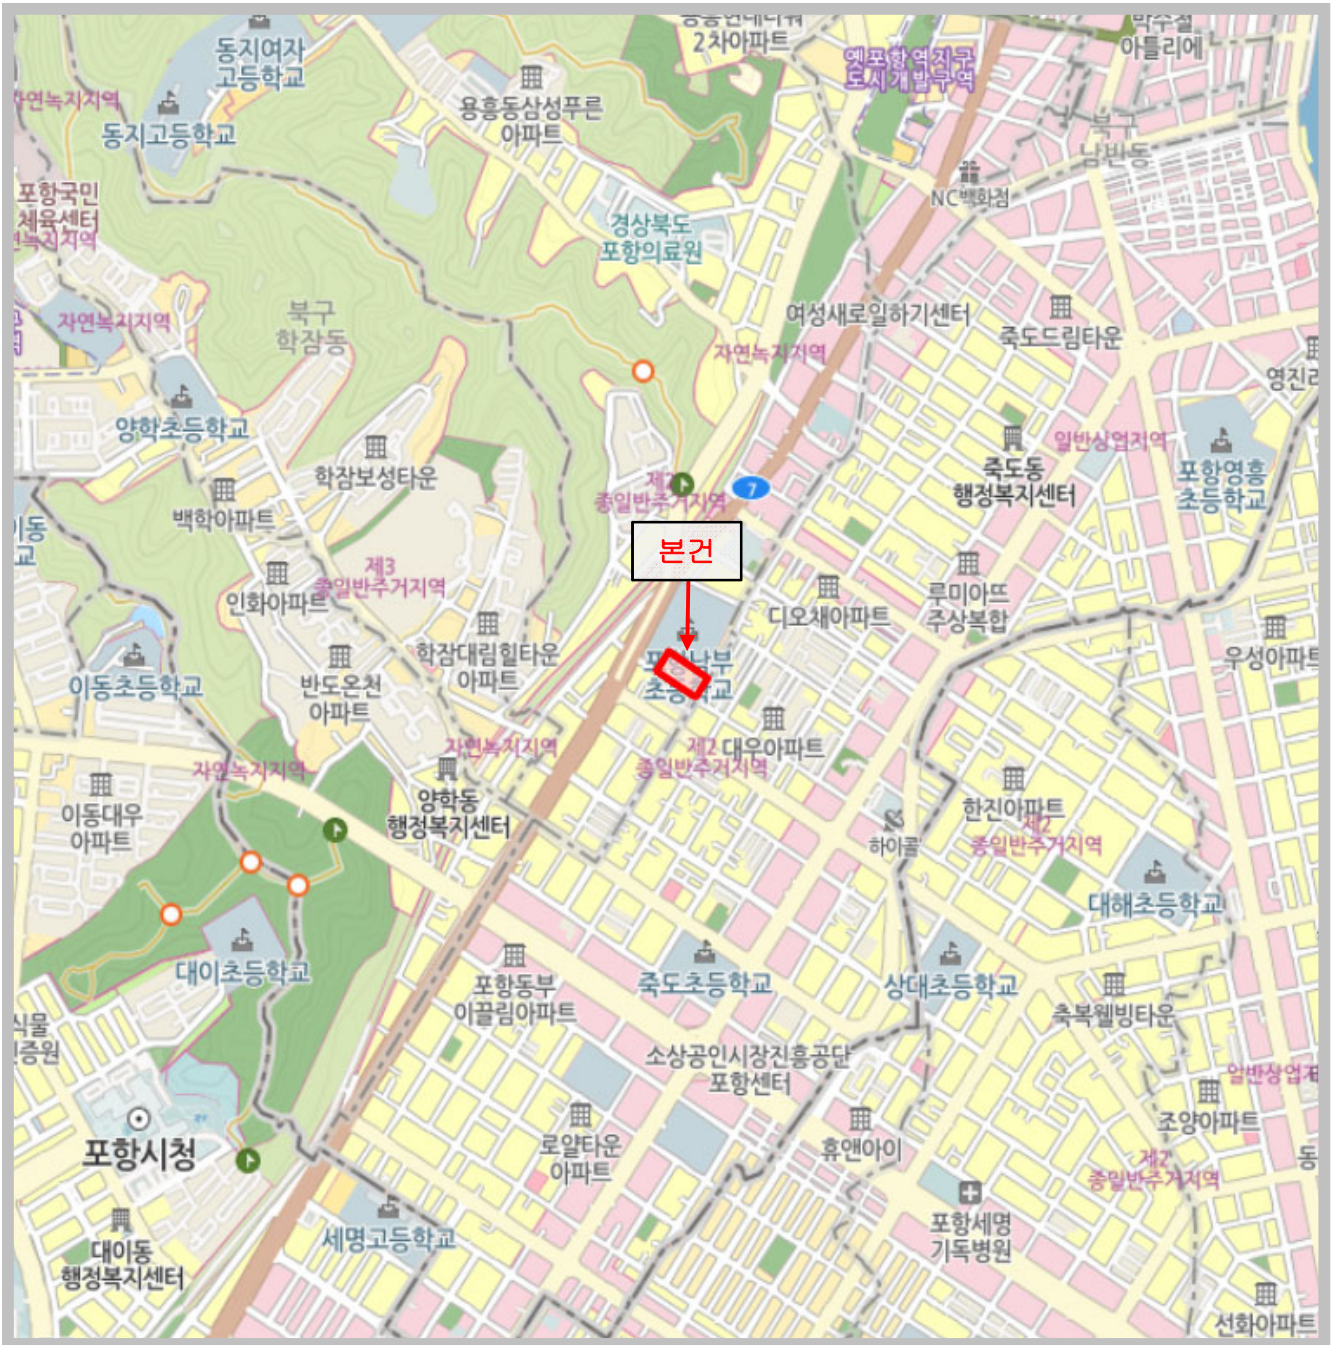 2차아파트
아틀리에
동지여자
고등학교
옛포항역지구
도시개발구역
용흥동삼성푸른
아파트
자연녹지지역
동지고등학교
북구
남빈동
포항국민
체육센터
NC백화점
경상북도
포항의료원
북구
학잠동
자연녹지지역
여성새로일하기센터
죽도드림타운
자연녹지지역
양학초등학교
일반상업지역
학잠보성타운
죽도동
행정복지센터
포항영흥
초등학교
종일반주거지역
7
백학아파트
본건
제3
종일반주거지역
인화아파트
디오채아파트
루미아뜨
주상복합
학잠대림힐타운
아파트
우성아파트
이동초등학교
반도온천
아파트
초등학교
자연녹지지역
제2
종일반주거지역
대우아파트
자연녹지지역
이동대우
아파트
양학동
행정복지센터
한진아파트
제2
종일반주거지역
하이콜
대해초등학교
대이초등학교
포항동부
이끌림아파트
죽도초등학교
상대초등학교
축복웰빙타운
소상공인시장진흥공단
포항센터
일반상업지
조양아파트
포항시청
로얄타운
아파트
휴앤아이
제2
종일반주거지역
세명고등학교
포항세명
기독병원
대이동
행정복지센터
선화아파트